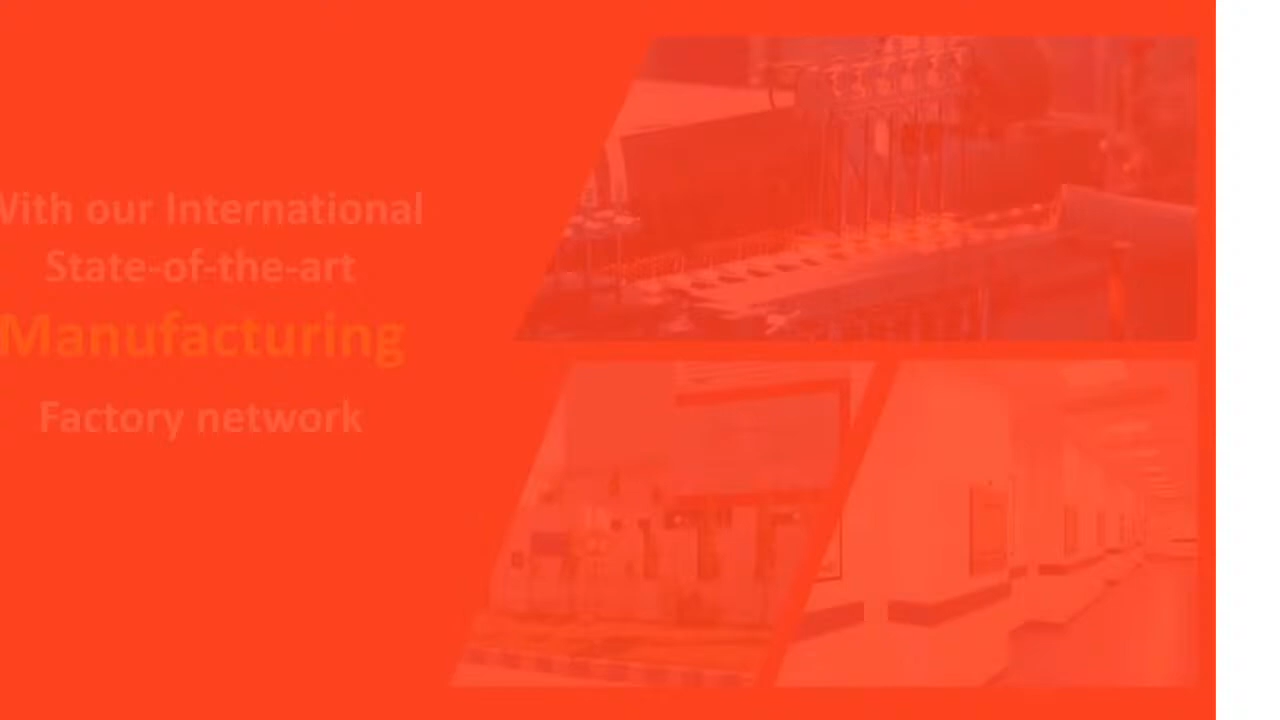 With our International
State-of-the-art
Manufacturing
Factory network